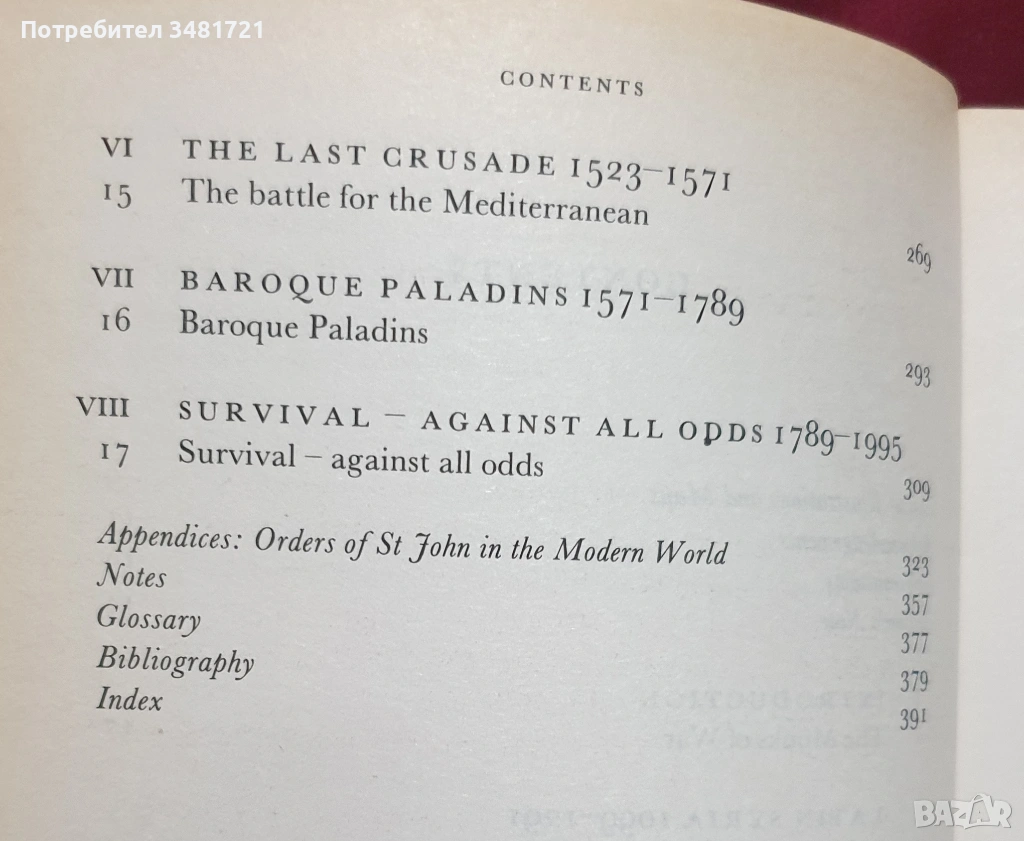 Потребител 3481721
CONTENTS
VI THE LAST CRUSADE 1523–1571
15 The battle for the Mediterranean 269
VII BAROQUE PALADINS 1571–1789
16 Baroque Paladins 293
VIII SURVIVAL – AGAINST ALL ODDS 1789–1995
17 Survival – against all odds 309
Appendices: Orders of St John in the Modern World 323
Notes 357
Glossary 377
Bibliography 379
Index 391
BAZAR